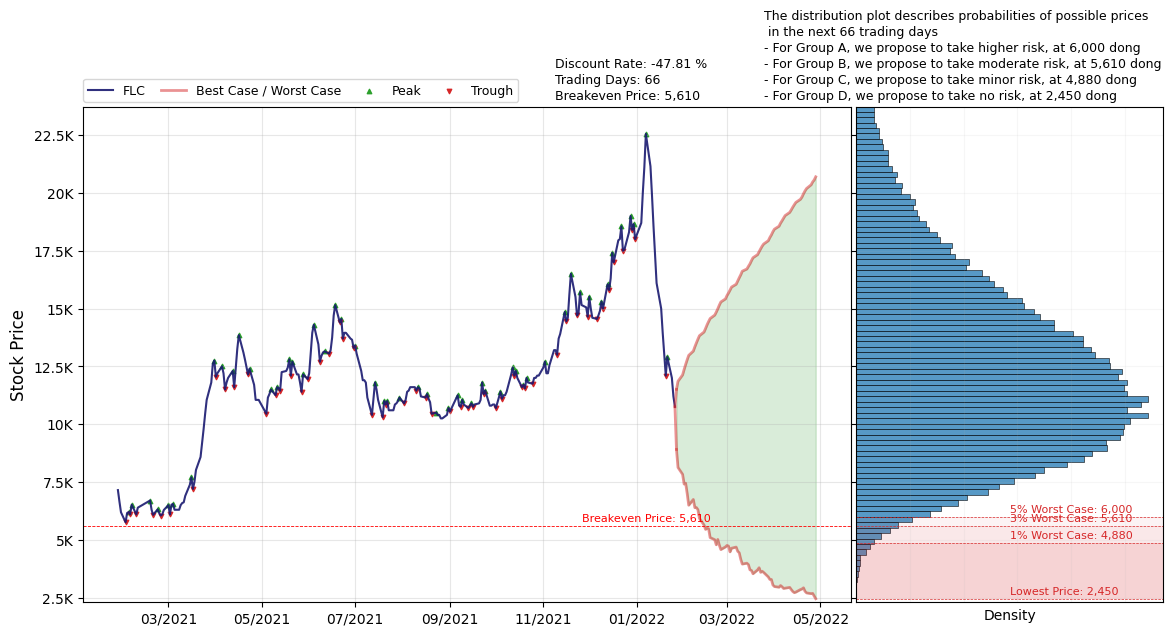 The distribution plot describes probabilities of possible prices
in the next 66 trading days
- For Group A, we propose to take higher risk, at 6,000 dong
- For Group B, we propose to take moderate risk, at 5,610 dong
- For Group C, we propose to take minor risk, at 4,880 dong
- For Group D, we propose to take no risk, at 2,450 dong
Discount Rate: -47.81 %
Trading Days: 66
Breakeven Price: 5,610
FLC Best Case / Worst Case Peak Trough
Stock Price
22.5K
20K
17.5K
15K
12.5K
10K
7.5K
5K
2.5K
Breakeven Price: 5,610
5% Worst Case: 6,000
3% Worst Case: 5,610
1% Worst Case: 4,880
Lowest Price: 2,450
03/2021 05/2021 07/2021 09/2021 11/2021 01/2022 03/2022 05/2022
Density